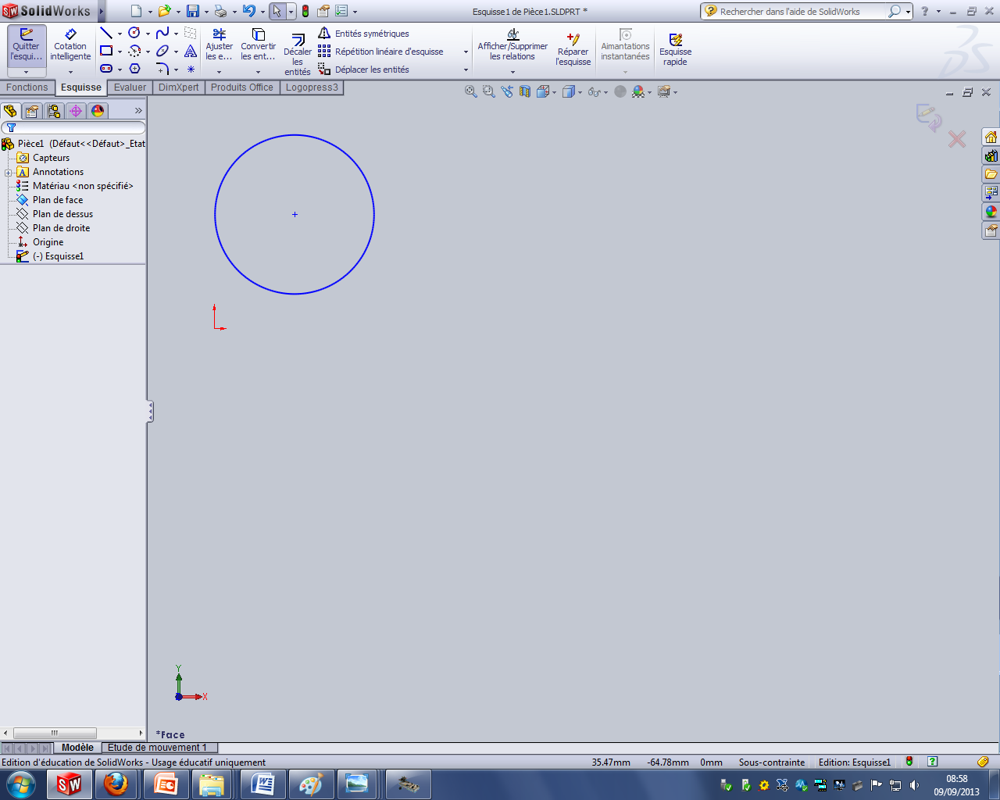 SolidWorks
Esquisse1 de Pièce1.SLDPRT *
Rechercher dans l'aide de SolidWorks
Quitter l'esqui...
Cotation intelligente
Ajuster les e...
Convertir les ent...
Décaler les entités
Entités symétriques
Répétition linéaire d'esquisse
Déplacer les entités
Afficher/Supprimer les relations
Réparer l'esquisse
Aimantations instantanées
Esquisse rapide
Fonctions
Esquisse
Evaluer
DimXpert
Produits Office
Logopress3
Pièce1 (Défaut<<Défaut>_Etat
Capteurs
Annotations
Matériau <non spécifié>
Plan de face
Plan de dessus
Plan de droite
Origine
(-) Esquisse1
Y
X
*Face
Modèle
Etude de mouvement 1
Edition d'éducation de SolidWorks - Usage éducatif uniquement
35.47mm
-64.78mm
0mm
Sous-contrainte
Edition: Esquisse1
08:58
09/09/2013